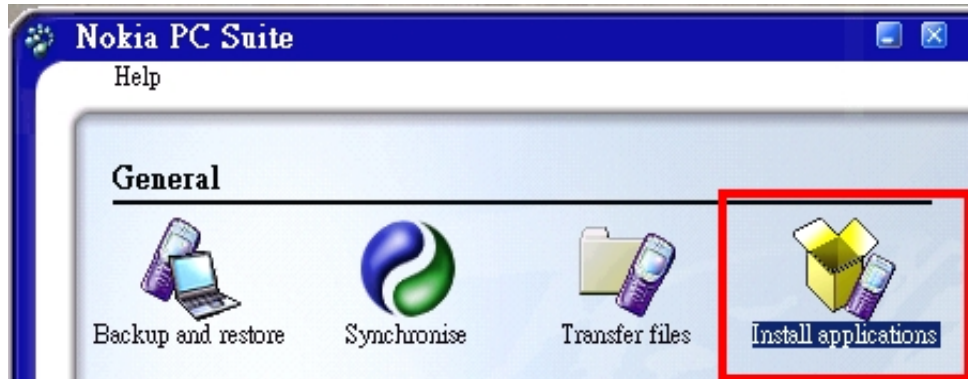 Nokia PC Suite
Help
General
Backup and restore
Synchronise
Transfer files
Install applications